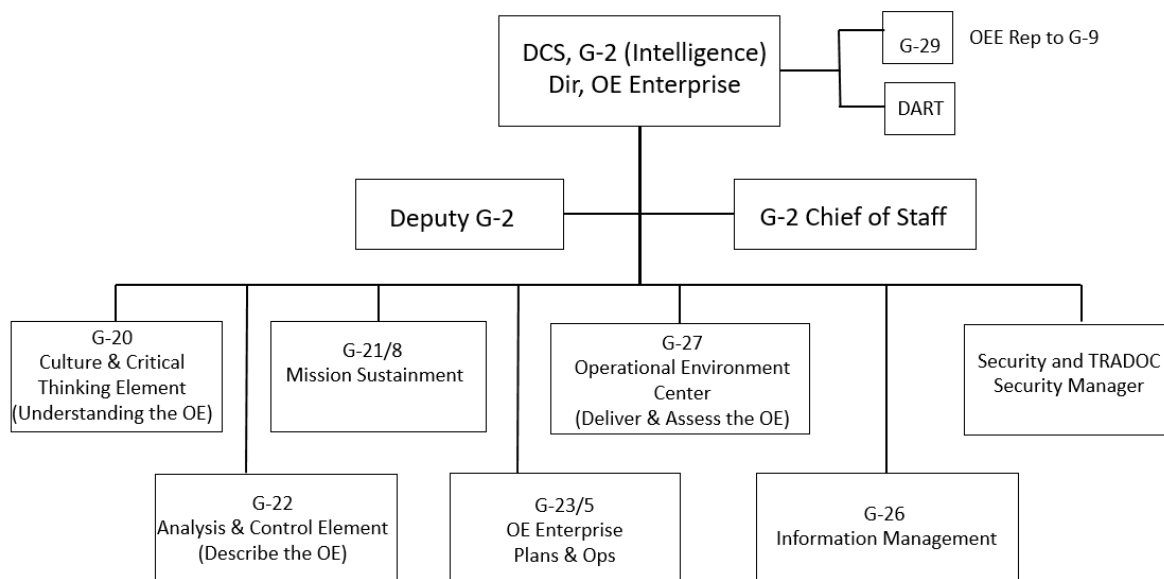 DCS, G-2 (Intelligence)
Dir, OE Enterprise
G-29
OEE Rep to G-9
DART
Deputy G-2
G-2 Chief of Staff
G-20
Culture & Critical
Thinking Element
(Understanding the OE)
G-21/8
Mission Sustainment
G-27
Operational Environment
Center
(Deliver & Assess the OE)
Security and TRADOC
Security Manager
G-22
Analysis & Control Element
(Describe the OE)
G-23/5
OE Enterprise
Plans & Ops
G-26
Information Management